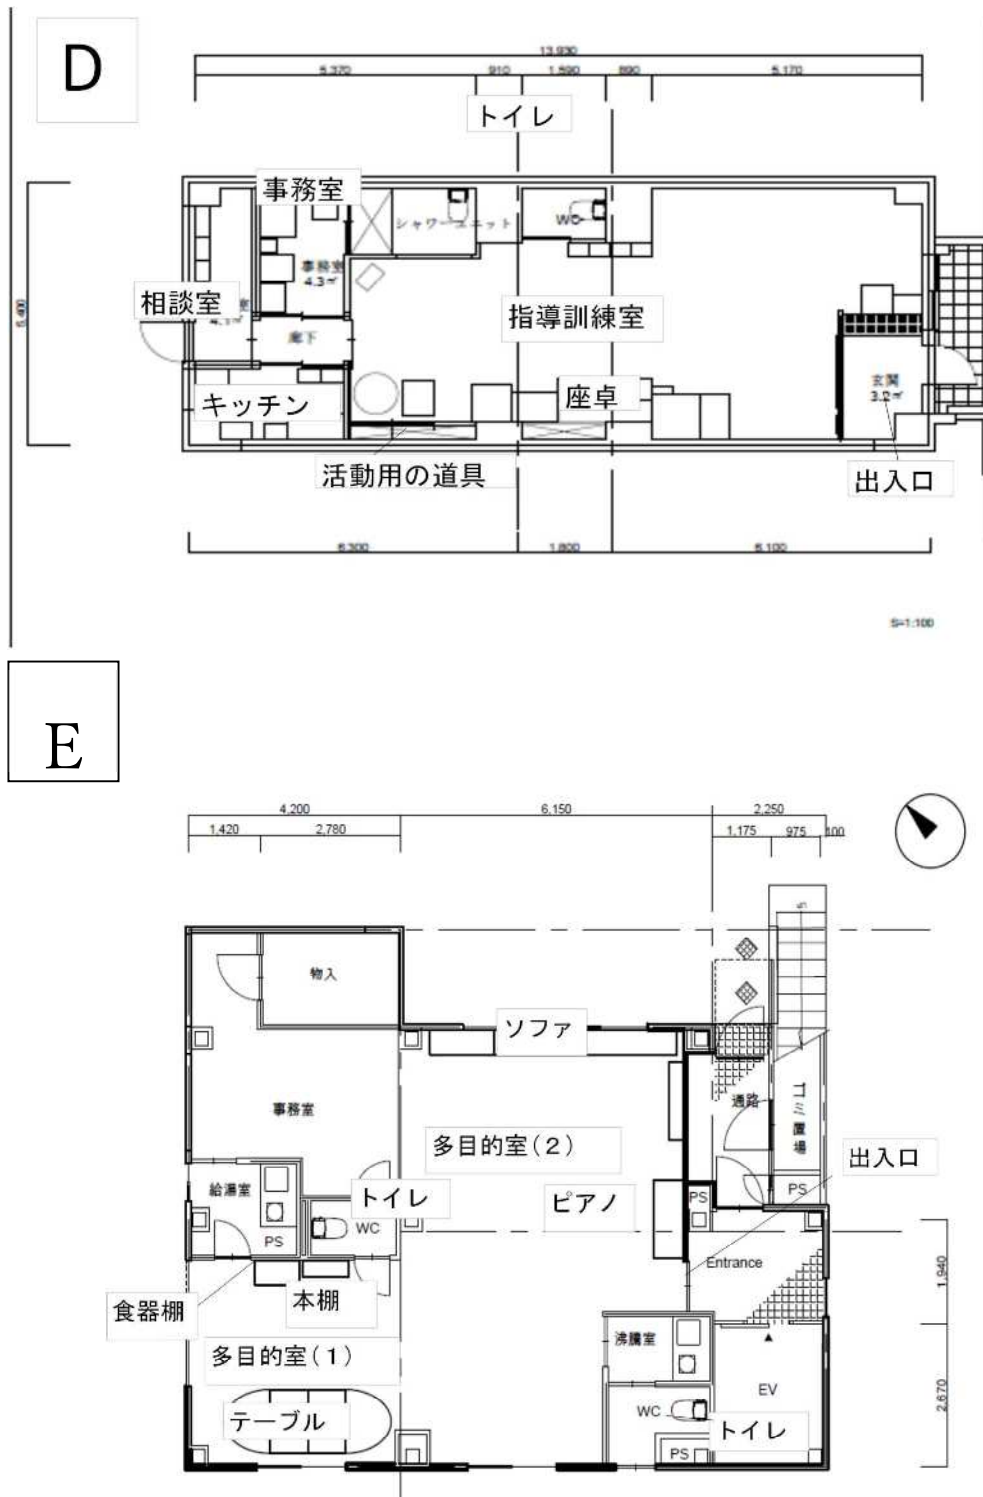 D
13,930
5,370 910 1,590 890 5,170
トイレ
事務室
シャワーユニット
WC
事務室
4.3㎡
相談室
指導訓練室
5,400
廊下
玄関
3.2㎡
キッチン
座卓
活動用の道具
出入口
6,300 1,800 6,100
S=1:100
E
4,200 6,150 2,250
1,420 2,780 1,175 975 100
物入
ソファ
事務室
通路
置場
多目的室(2)
出入口
給湯室
トイレ
ピアノ
PS
PS
WC
PS
Entrance
1,940
食器棚
本棚
沸騰室
多目的室(1)
EV
2,670
テーブル
WC
トイレ
PS